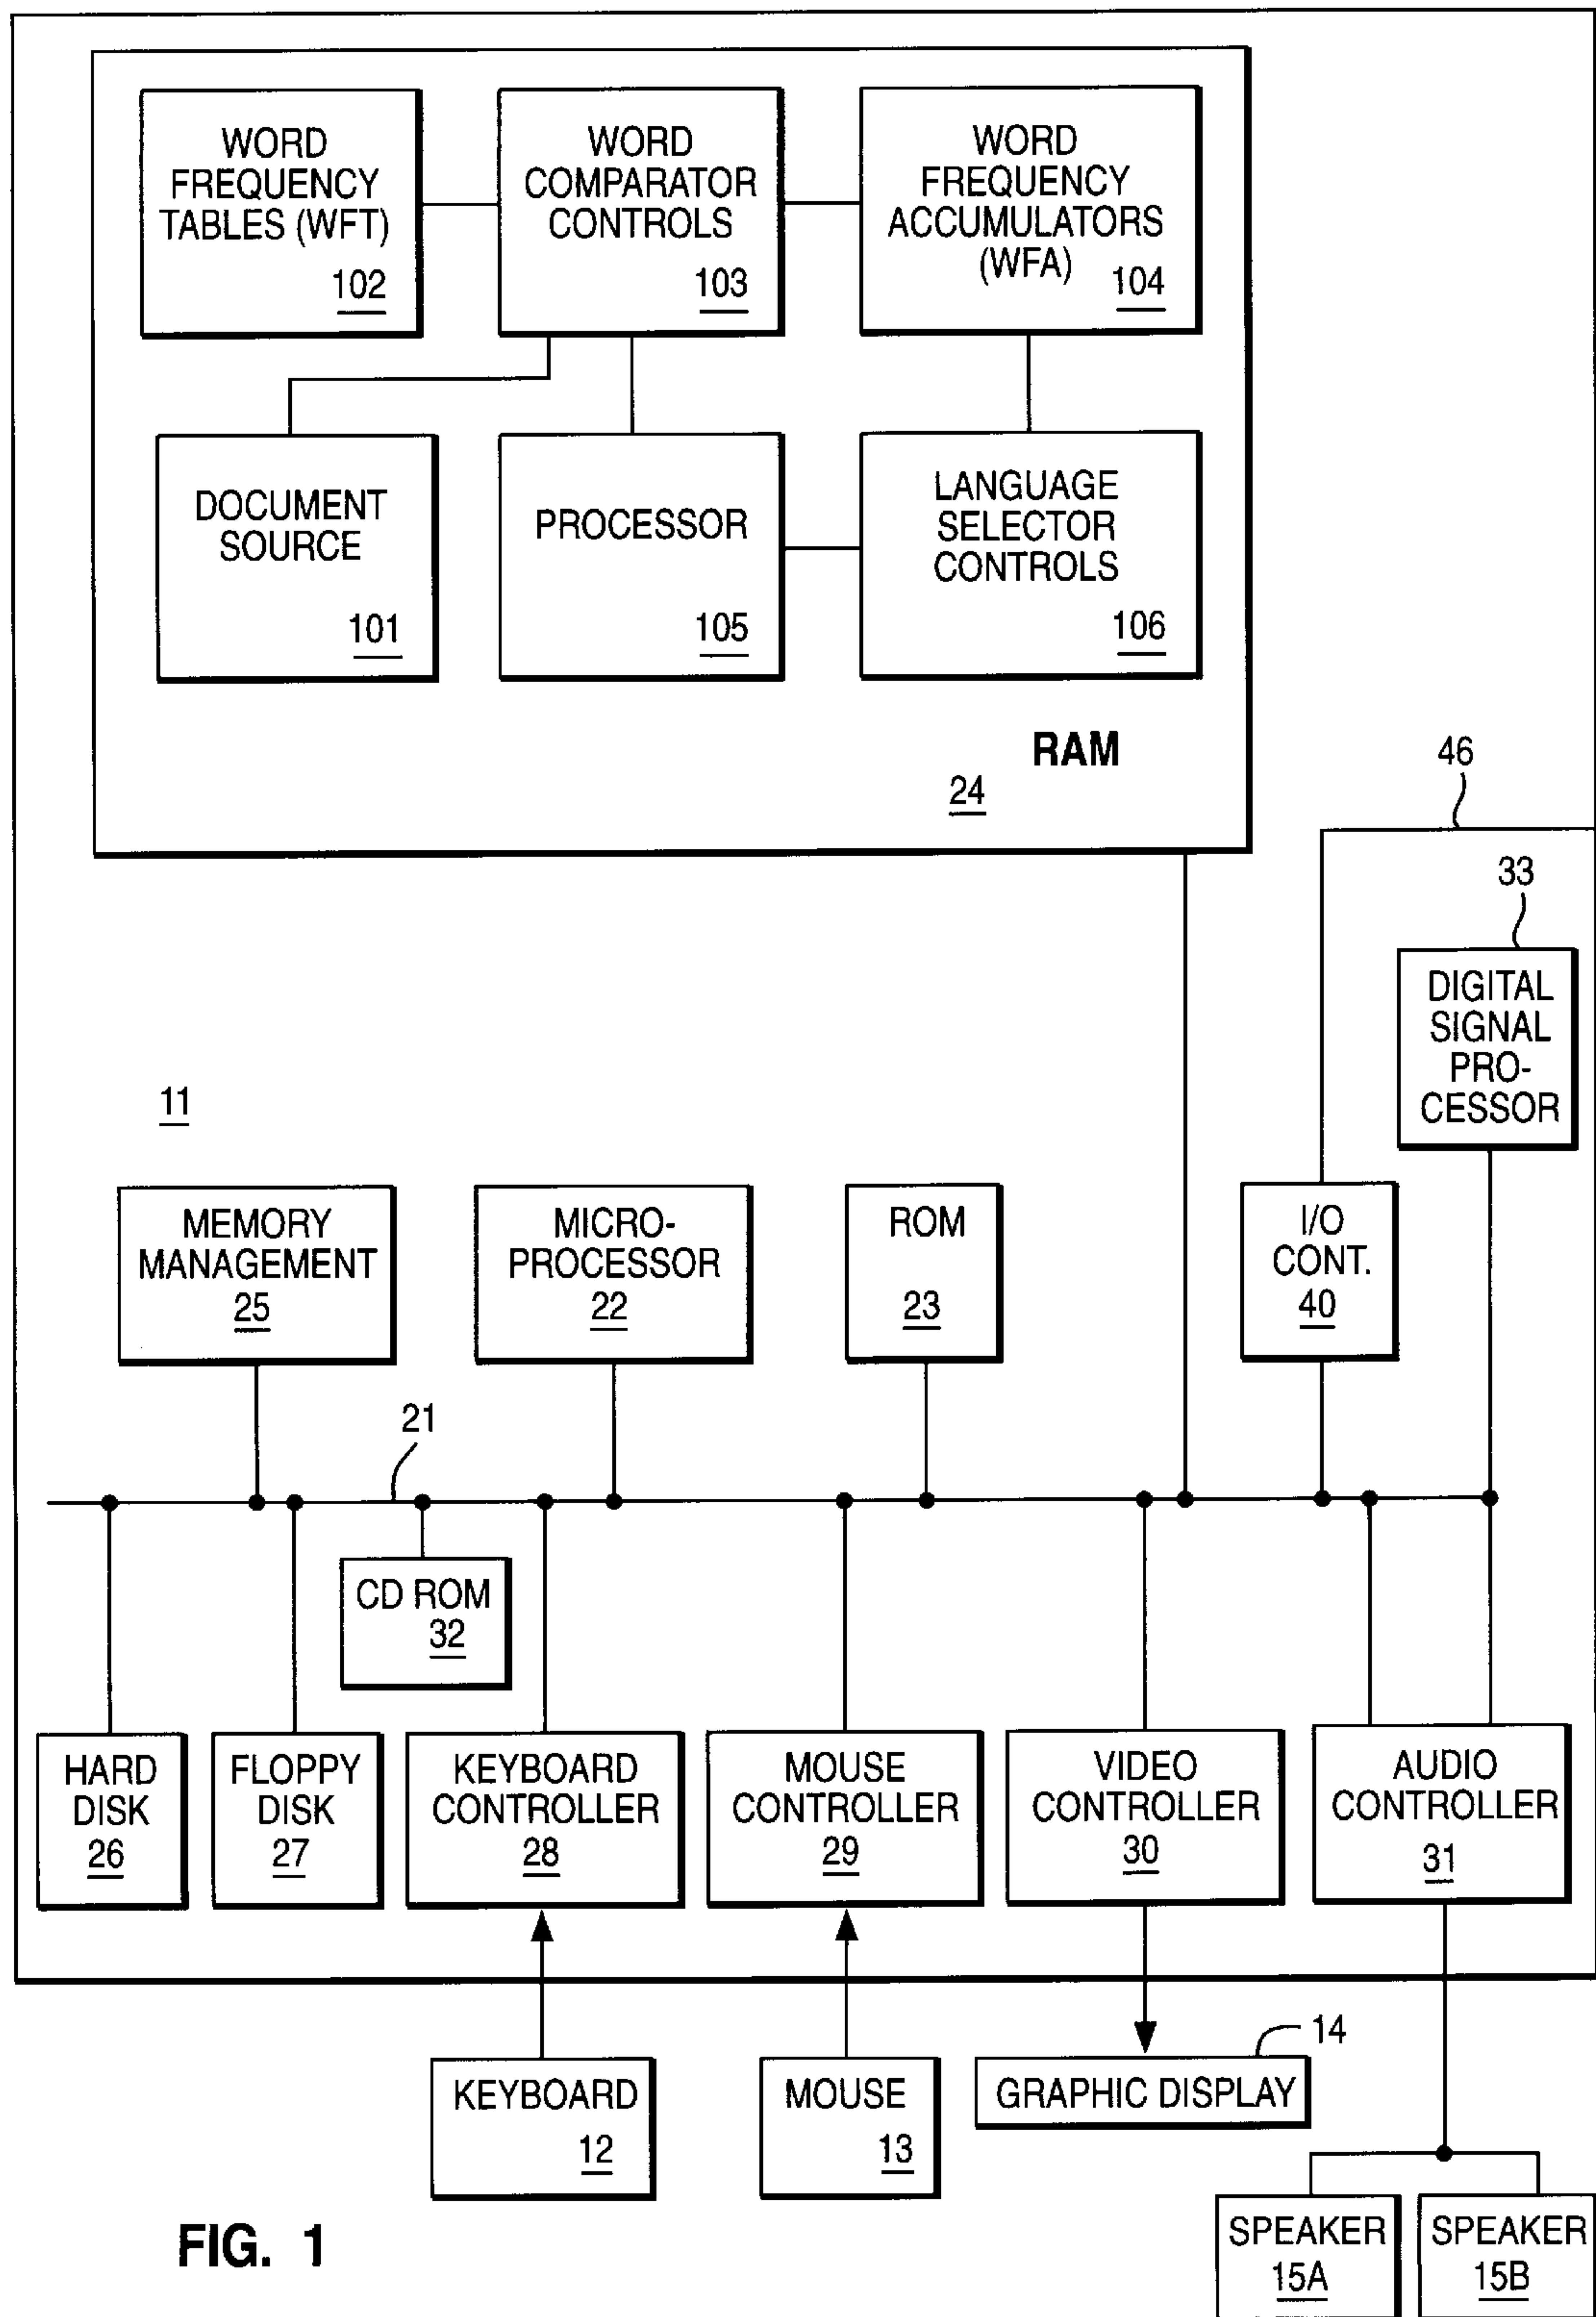 WORD
FREQUENCY
TABLES (WFT)
102
WORD
COMPARATOR
CONTROLS
103
WORD
FREQUENCY
ACCUMULATORS
(WFA)
104
DOCUMENT
SOURCE
101
PROCESSOR
105
LANGUAGE
SELECTOR
CONTROLS
106
RAM
24
46
33
DIGITAL
SIGNAL
PRO-
CESSOR
11
MEMORY
MANAGEMENT
25
MICRO-
PROCESSOR
22
ROM
23
I/O
CONT.
40
21
CD ROM
32
HARD
DISK
26
FLOPPY
DISK
27
KEYBOARD
CONTROLLER
28
MOUSE
CONTROLLER
29
VIDEO
CONTROLLER
30
AUDIO
CONTROLLER
31
KEYBOARD
12
MOUSE
13
14
GRAPHIC DISPLAY
SPEAKER
15A
SPEAKER
15B
FIG. 1